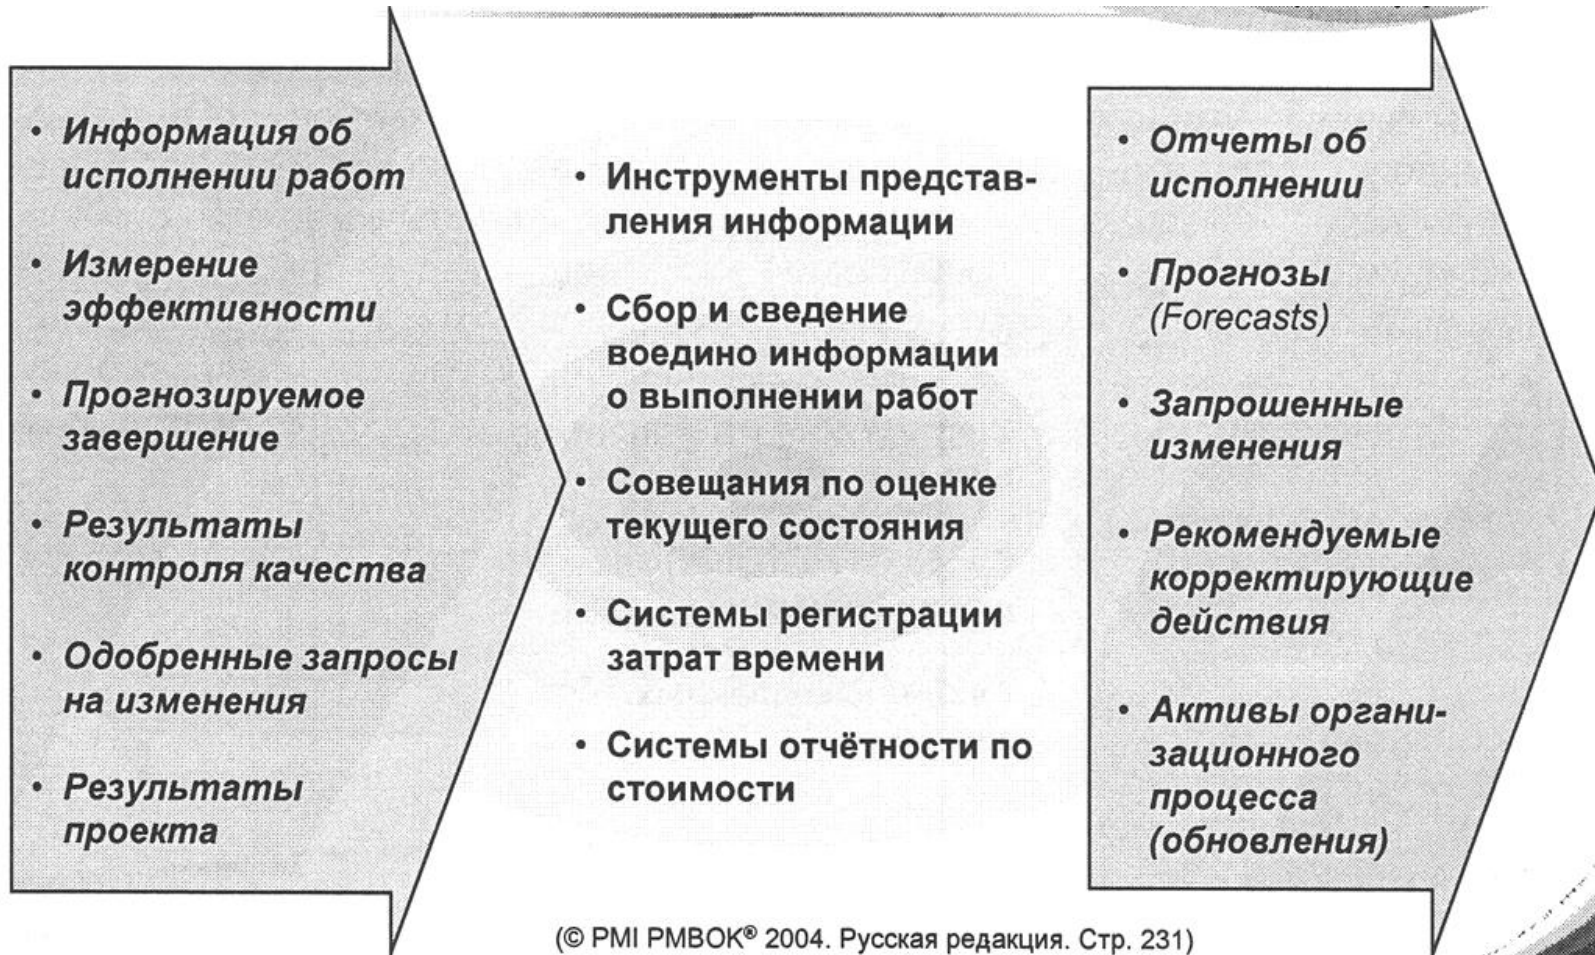 • Информация об
исполнении работ
• Измерение
эффективности
• Прогнозируемое
завершение
• Результаты
контроля качества
• Одобренные запросы
на изменения
• Результаты
проекта
• Инструменты представ-
ления информации
• Сбор и сведение
воедино информации
о выполнении работ
• Совещания по оценке
текущего состояния
• Системы регистрации
затрат времени
• Системы отчётности по
стоимости
• Отчеты об
исполнении
• Прогнозы
(Forecasts)
• Запрошенные
изменения
• Рекомендуемые
корректирующие
действия
• Активы органи-
зационного
процесса
(обновления)
(© PMI PMBOK® 2004. Русская редакция. Стр. 231)